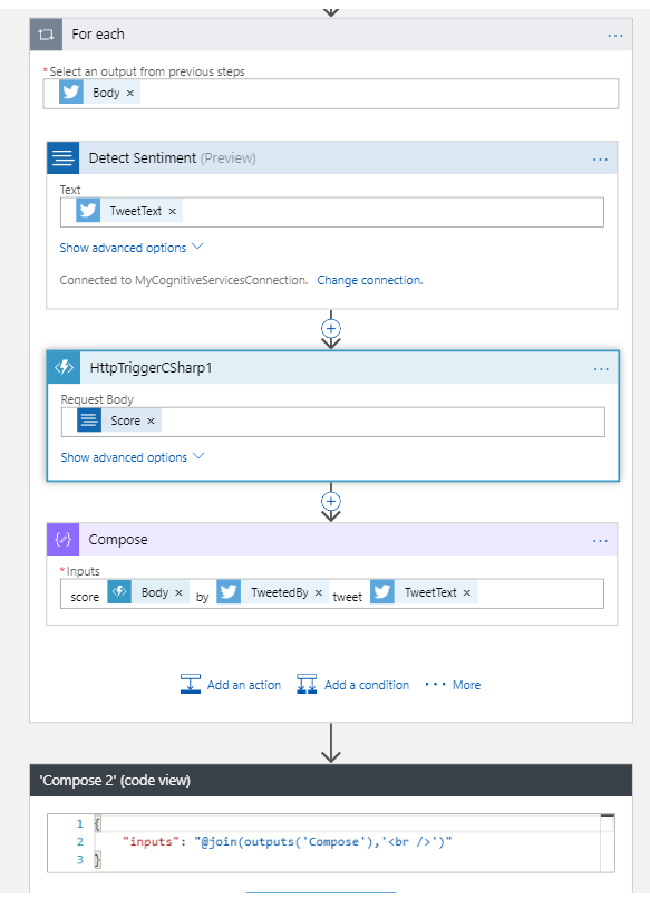 For each
...
*Select an output from previous steps
Body ×
Detect Sentiment (Preview)
...
Text
TweetText ×
Show advanced options
Connected to MyCognitiveServicesConnection. Change connection.
HttpTriggerCSharp1
...
Request Body
Score ×
Show advanced options
Compose
...
*Inputs
score Body × by TweetedBy × tweet TweetText ×
Add an action Add a condition ... More
'Compose 2' (code view)
1 {
2 "inputs": "@join(outputs('Compose'),'<br />')"
3 }